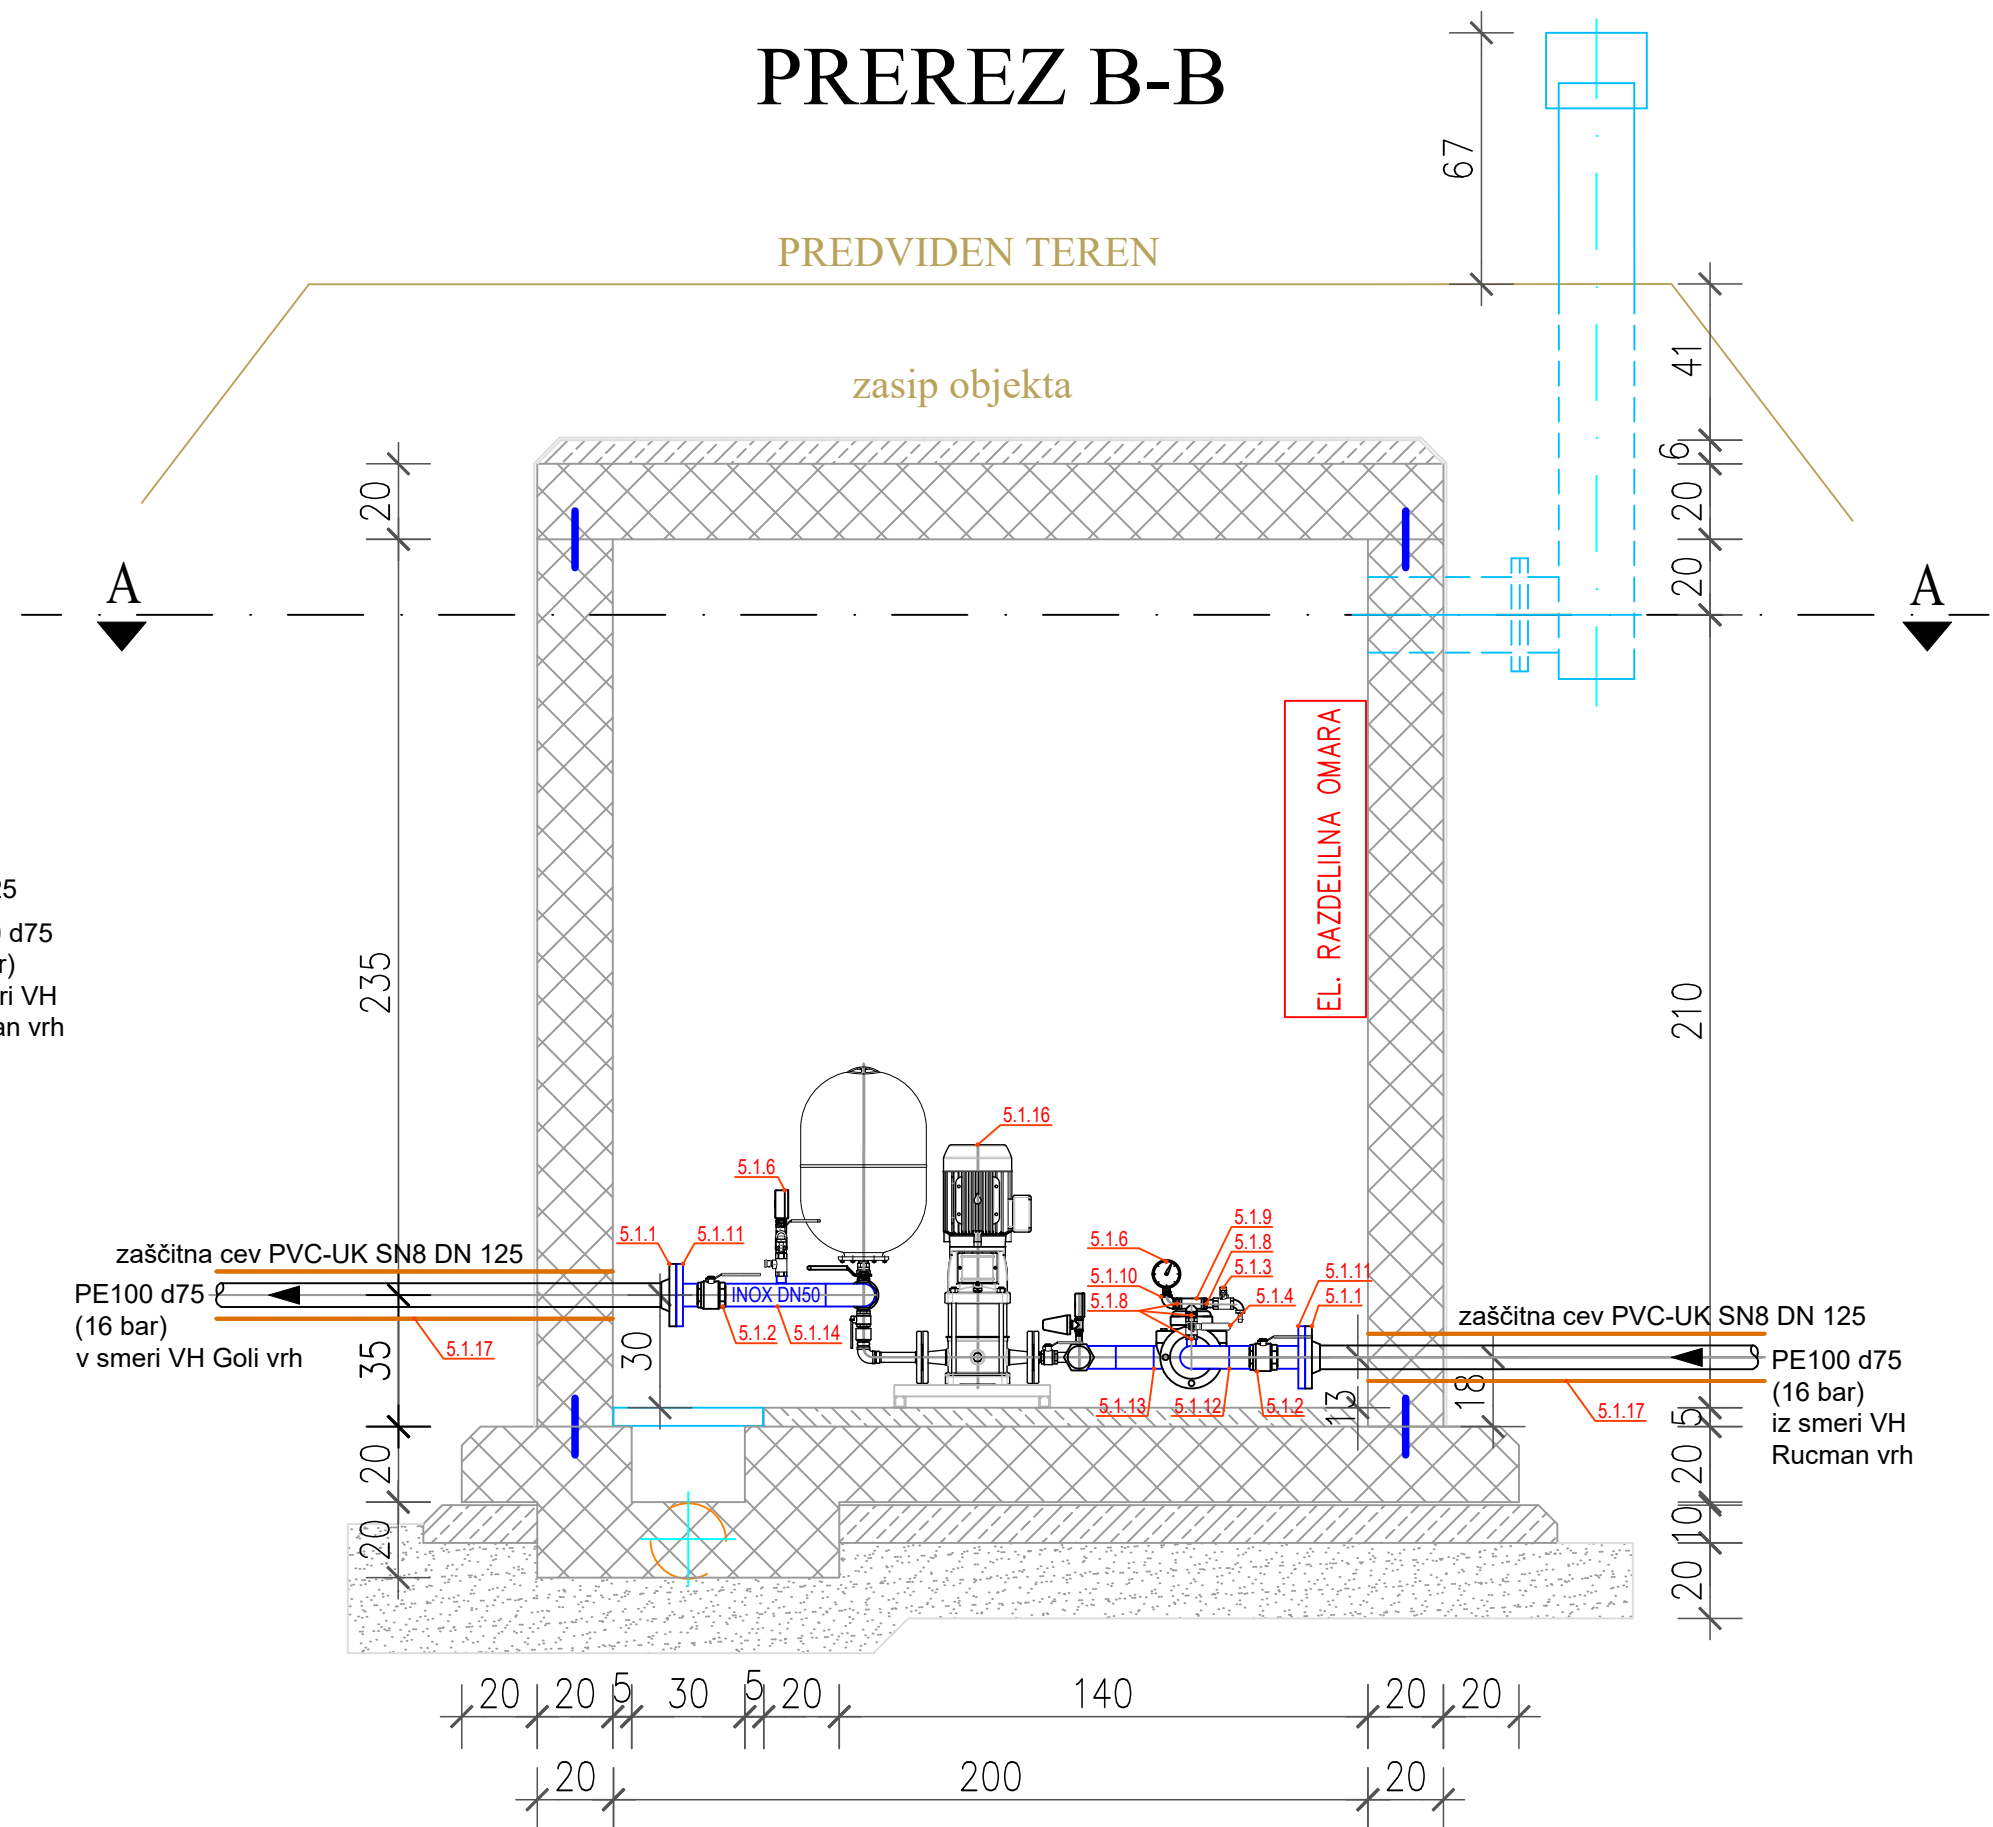 PREREZ B-B
67
PREDVIDEN TEREN
zasip objekta
41
6
20
20
20
A
A
EL. RAZDELILNA OMARA
25
d75
r)
ri VH
an vrh
235
210
5.1.16
5.1.6
5.1.1
5.1.11
5.1.9
5.1.6
5.1.8
5.1.10
5.1.3
5.1.11
5.1.8
5.1.4
5.1.1
zaščitna cev PVC-UK SN8 DN 125
PE100 d75
(16 bar)
v smeri VH Goli vrh
INOX DN50
5.1.2
5.1.14
5.1.17
35
30
zaščitna cev PVC-UK SN8 DN 125
PE100 d75
(16 bar)
iz smeri VH
Rucman vrh
5.1.13
5.1.12
5.1.2
13
18
5.1.17
5
20
20
20
10
20
20
20
5
30
5
20
140
20
20
20
200
20